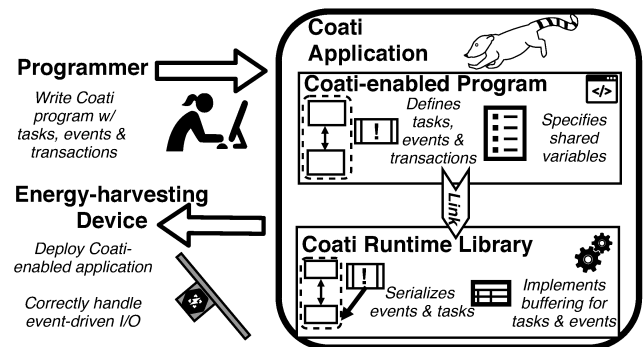 Programmer
Write Coati
program w/
tasks, events &
transactions
Energy-harvesting
Device
Deploy Coati-
enabled application
Correctly handle
event-driven I/O
Coati
Application
Coati-enabled Program
</>
!
Defines
tasks,
events &
transactions
Specifies
shared
variables
Link
Coati Runtime Library
!
Serializes
events & tasks
Implements
buffering for
tasks & events